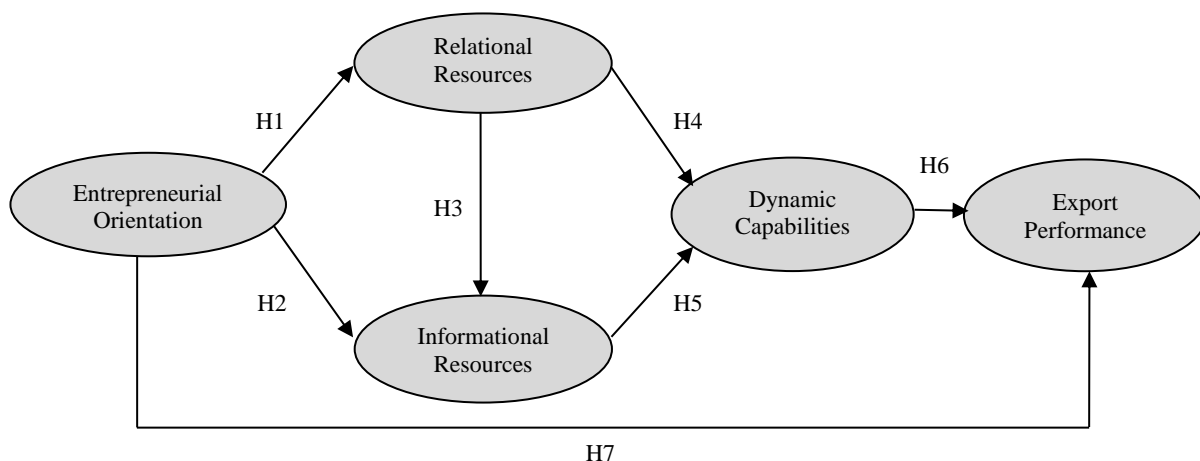 Relational
Resources
H1
H4
H6
Entrepreneurial
Orientation
H3
Dynamic
Capabilities
Export
Performance
H2
H5
Informational
Resources
H7